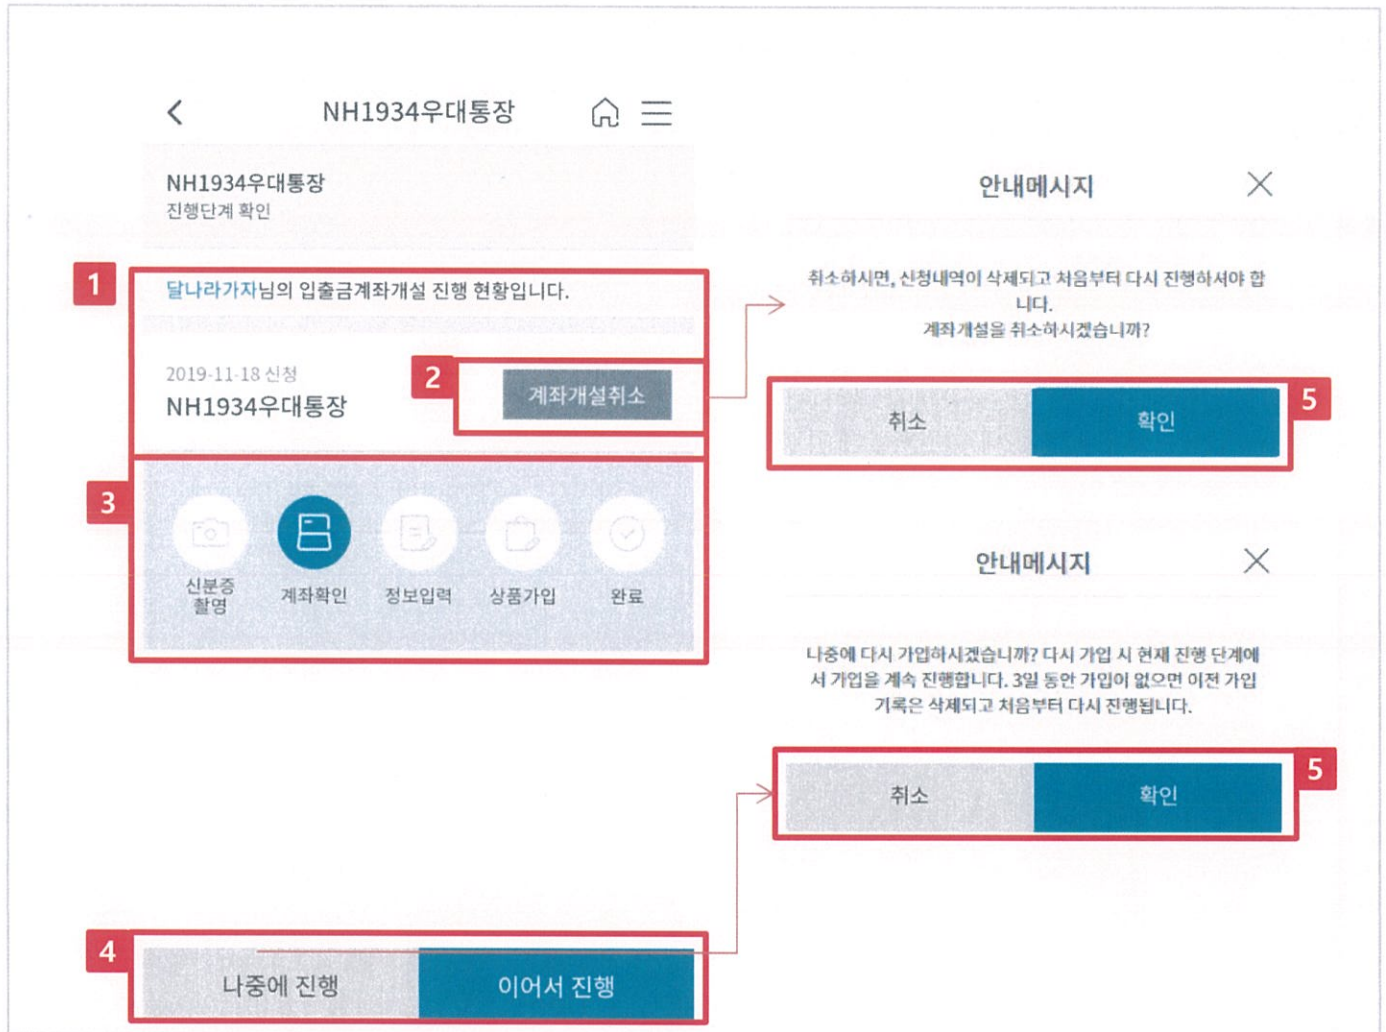 NH1934우대통장
NH1934우대통장
진행단계 확인
1
달나라가자님의 입출금계좌개설 진행 현황입니다.
2019-11-18 신청
NH1934우대통장
2
계좌개설취소
3
신분증
촬영
계좌확인
정보입력
상품가입
완료
4
나중에 진행
이어서 진행
안내메시지
취소하시면, 신청내역이 삭제되고 처음부터 다시 진행하셔야 합
니다.
계좌개설을 취소하시겠습니까?
취소
확인
5
안내메시지
나중에 다시 가입하시겠습니까? 다시 가입 시 현재 진행 단계에
서 가입을 계속 진행합니다. 3일 동안 가입이 없으면 이전 가입
기록은 삭제되고 처음부터 다시 진행됩니다.
취소
확인
5